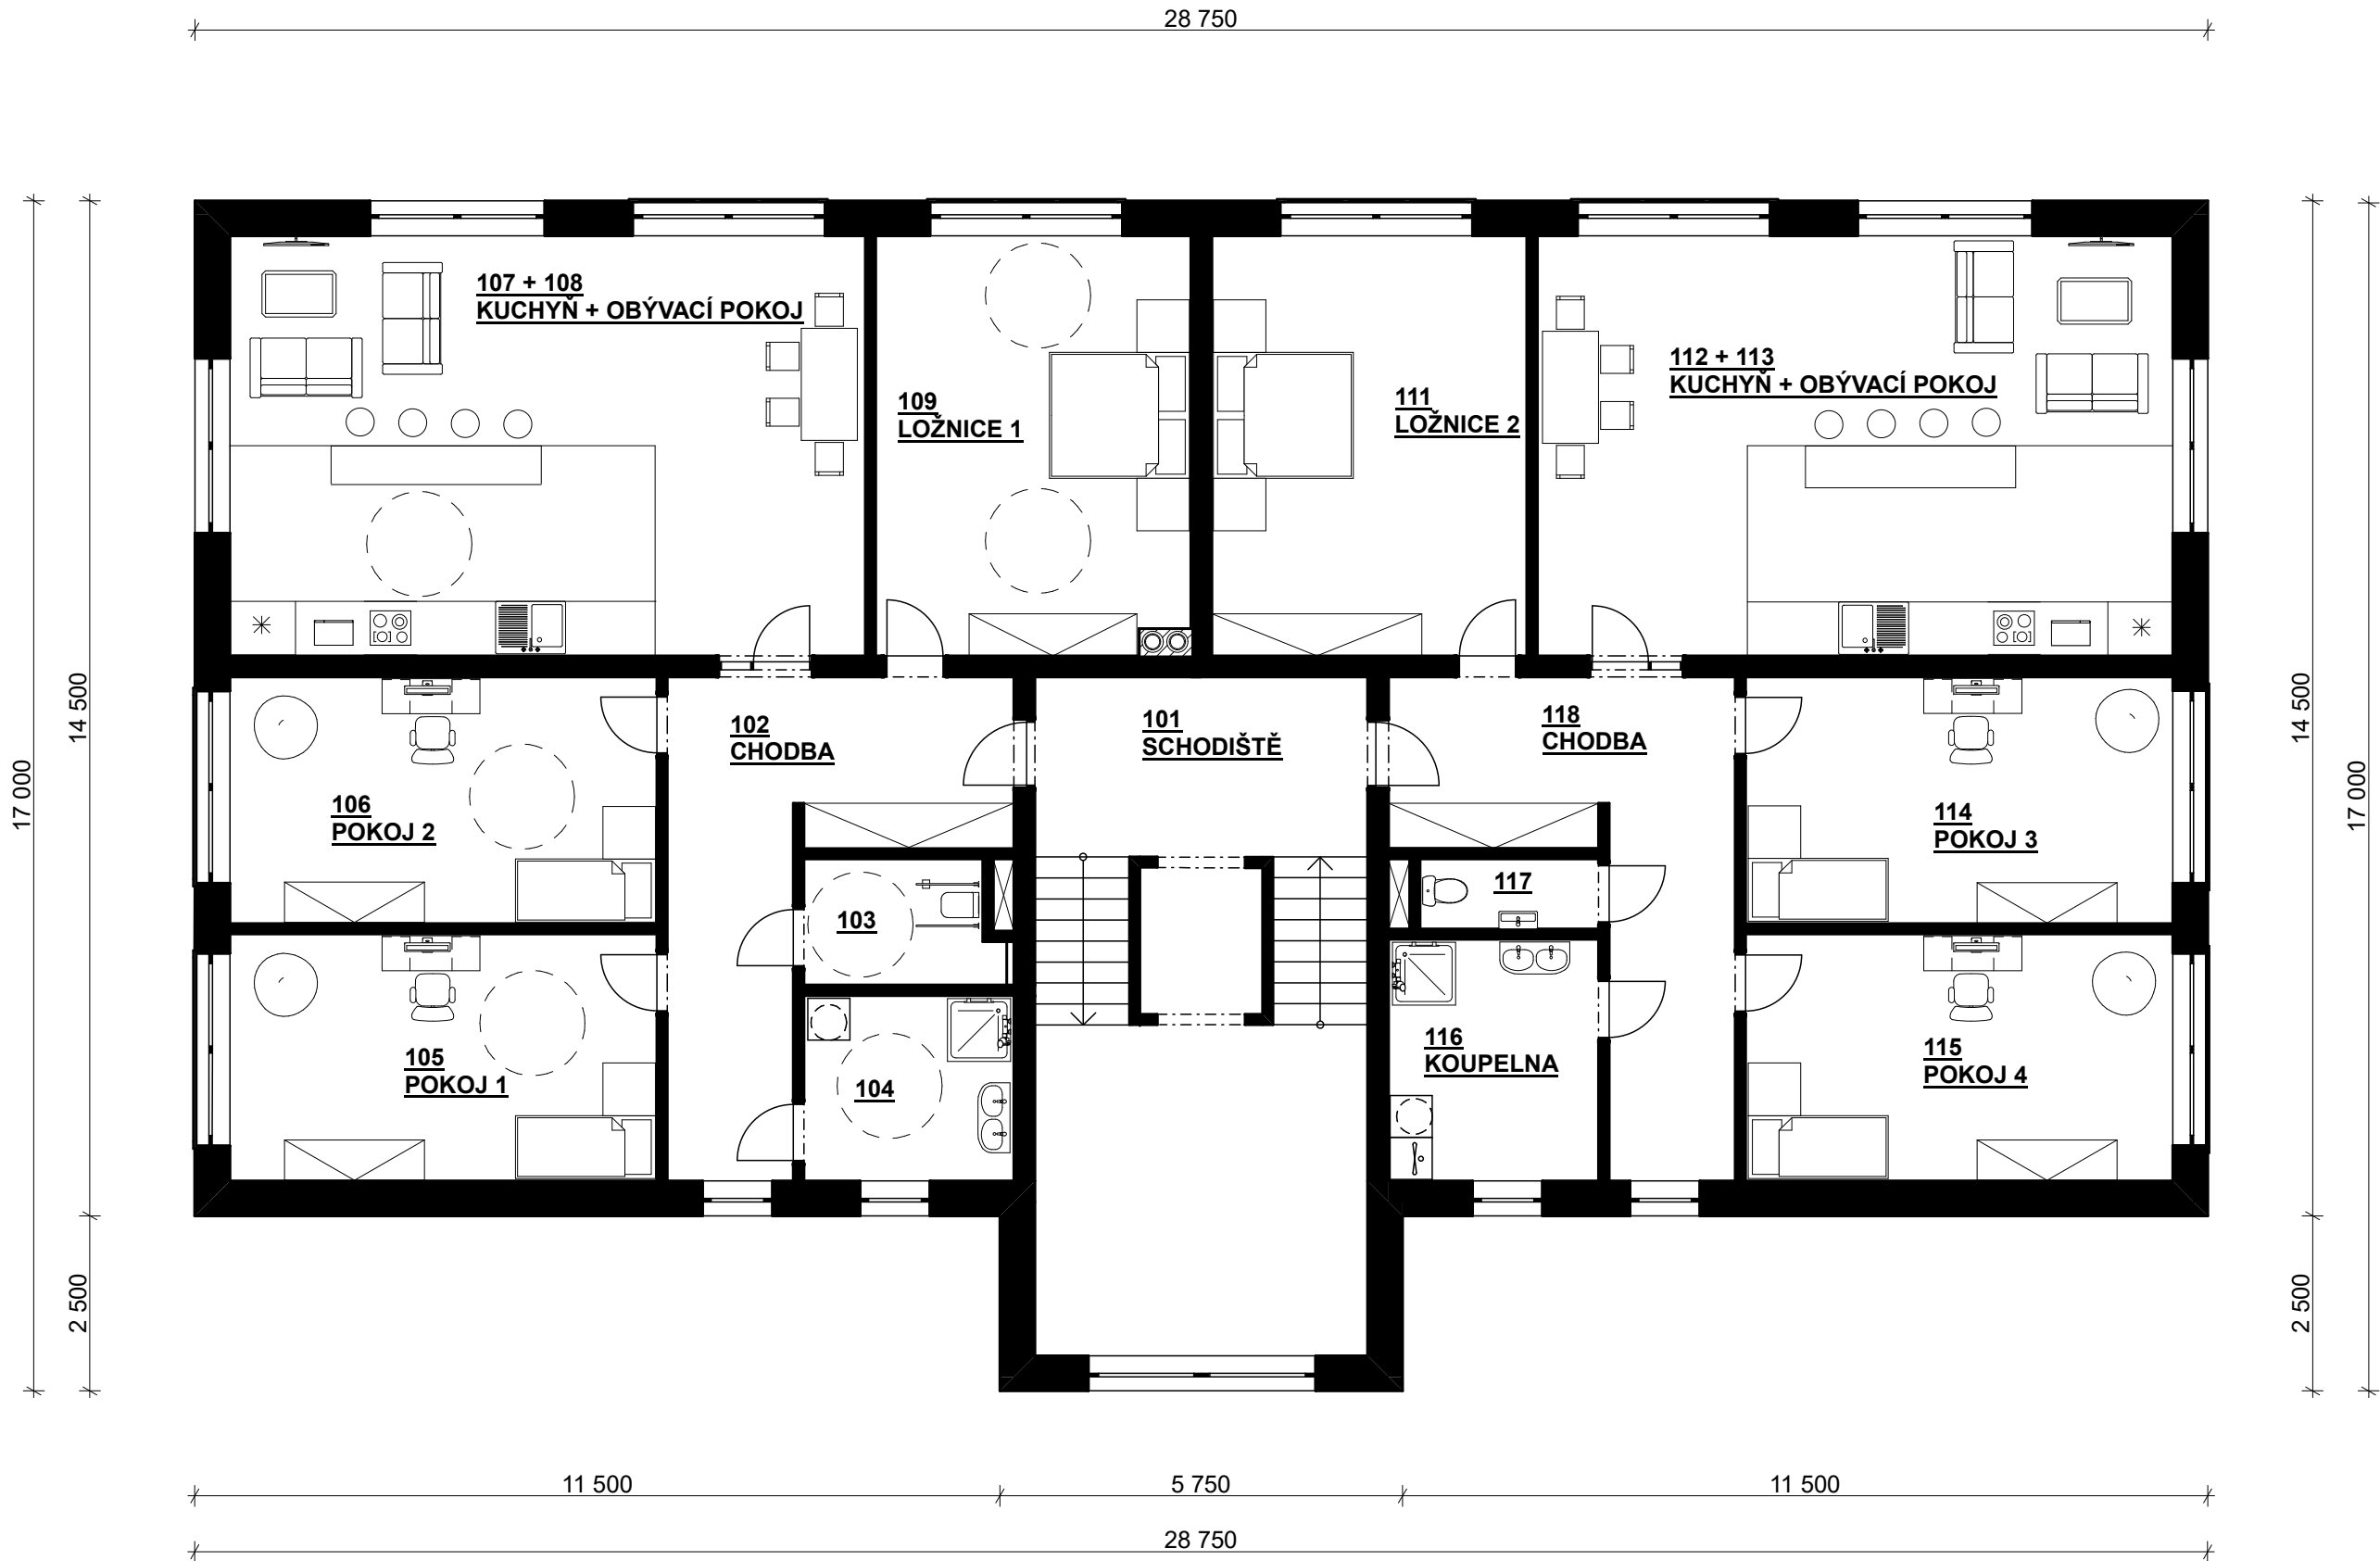 28 750
107 + 108
KUCHYŇ + OBÝVACÍ POKOJ
112 + 113
KUCHYŇ + OBÝVACÍ POKOJ
109
LOŽNICE 1
111
LOŽNICE 2
17 000
14 500
102
CHODBA
101
SCHODIŠTĚ
118
CHODBA
14 500
17 000
106
POKOJ 2
114
POKOJ 3
103
117
105
POKOJ 1
104
116
KOUPELNA
115
POKOJ 4
2 500
2 500
11 500
5 750
11 500
28 750